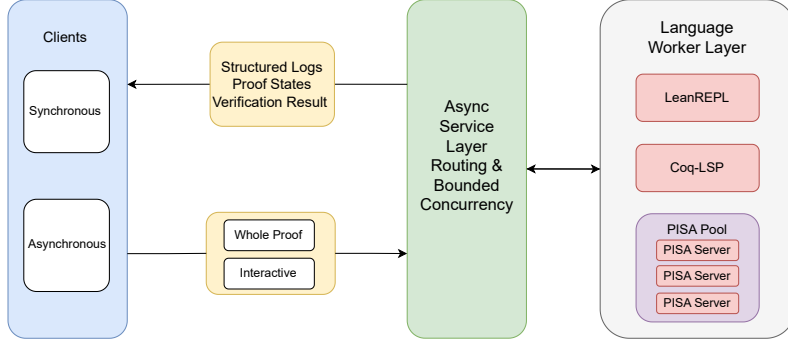 Clients
Synchronous
Asynchronous
Structured Logs
Proof States
Verification Result
Whole Proof
Interactive
Async
Service
Layer
Routing &
Bounded
Concurrency
Language
Worker Layer
LeanREPL
Coq-LSP
PISA Pool
PISA Server
PISA Server
PISA Server